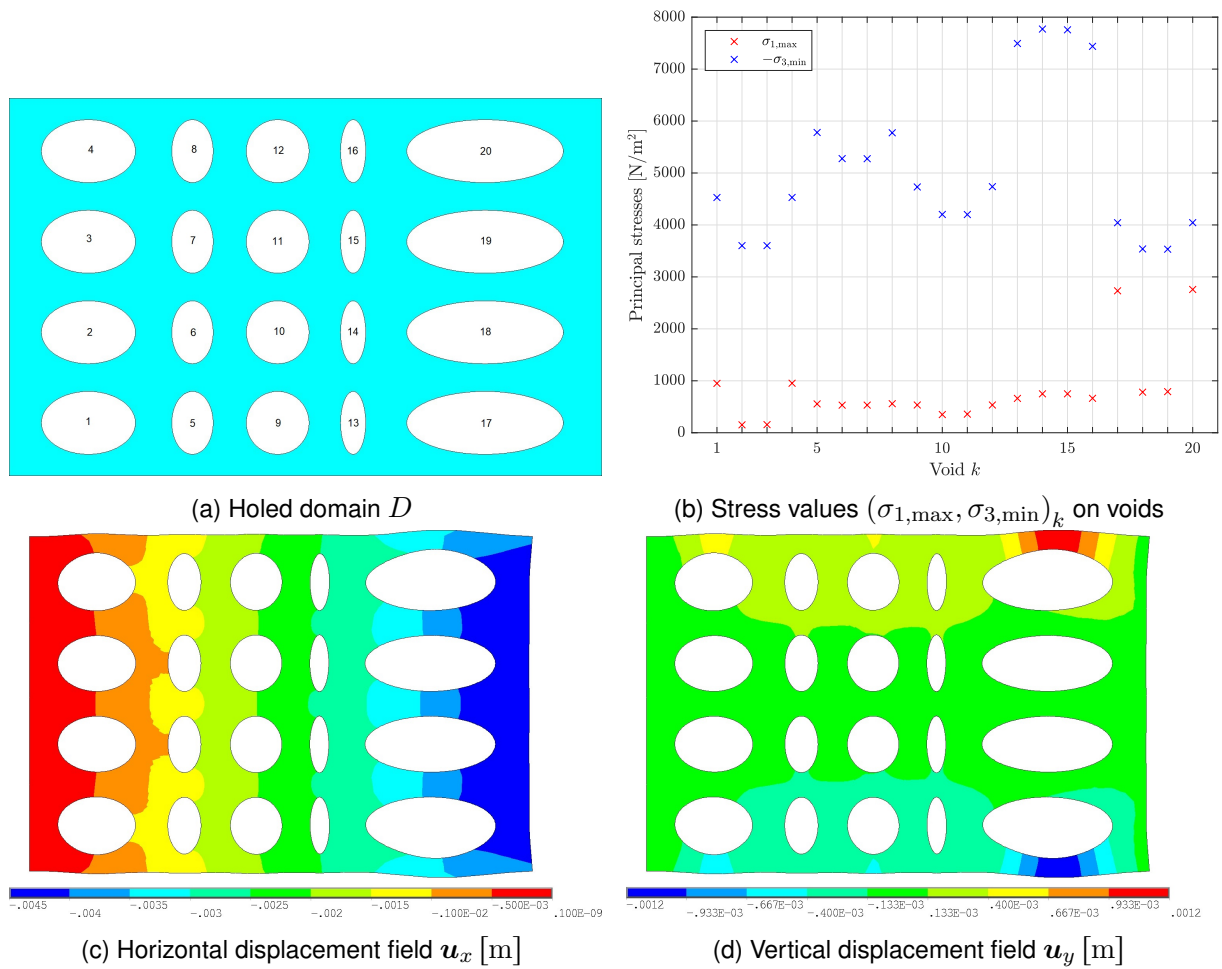 4 8 12 16 20
3 7 11 15 19
2 6 10 14 18
1 5 9 13 17
(a) Holed domain D
8000
7000
6000
5000
4000
3000
2000
1000
0
Principal stresses [N/m²]
σ₁,max
−σ₃,min
1 5 10 15 20
Void k
(b) Stress values (σ₁,max, σ₃,min)ₖ on voids
-.0045 -.004 -.0035 -.003 -.0025 -.002 -.0015 -.100E-02 -.500E-03 .100E-09
(c) Horizontal displacement field uₓ [m]
-.0012 -.933E-03 -.667E-03 -.400E-03 -.133E-03 .133E-03 .400E-03 .667E-03 .933E-03 .0012
(d) Vertical displacement field u_y [m]